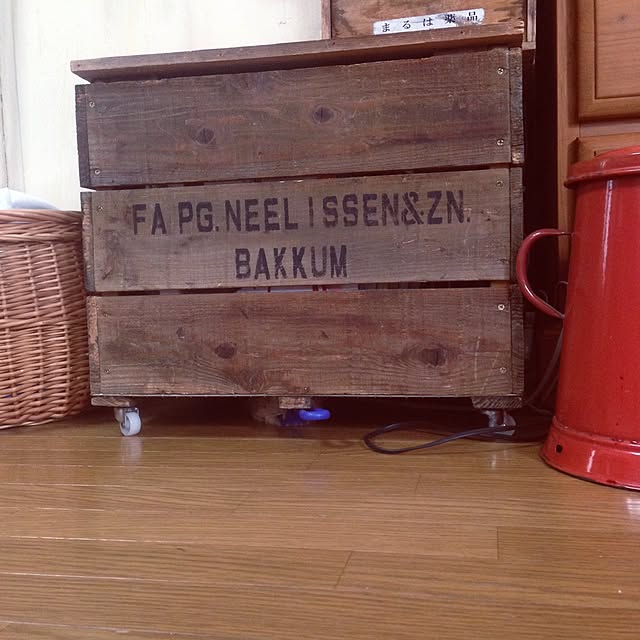 まるは薬品
FA PG. NEELISSEN&ZN.
BAKKUM